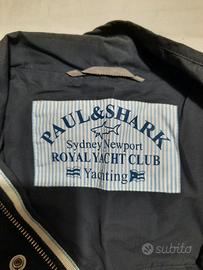 PAUL&SHARK
Sydney Newport
ROYAL YACHT CLUB
Yachting
subito